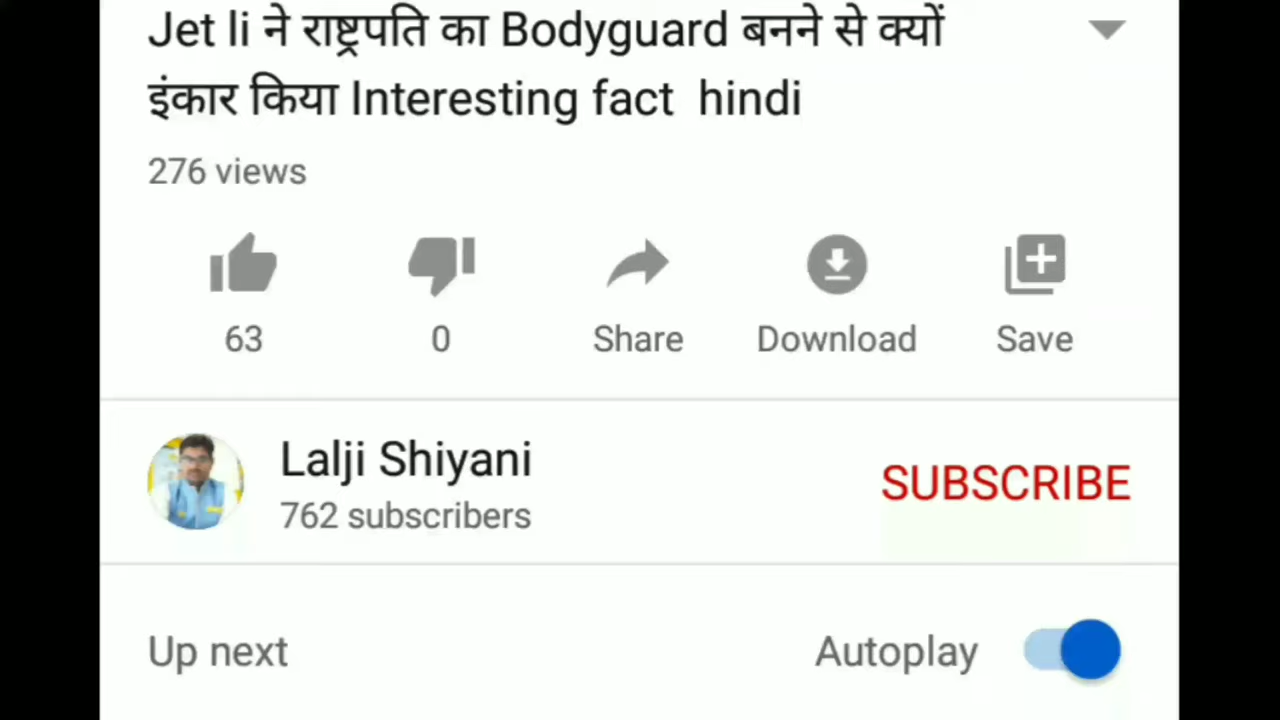 Jet li ने राष्ट्रपति का Bodyguard बनने से क्यों
इंकार किया Interesting fact hindi
276 views
63
0
Share
Download
Save
Lalji Shiyani
762 subscribers
SUBSCRIBE
Up next
Autoplay